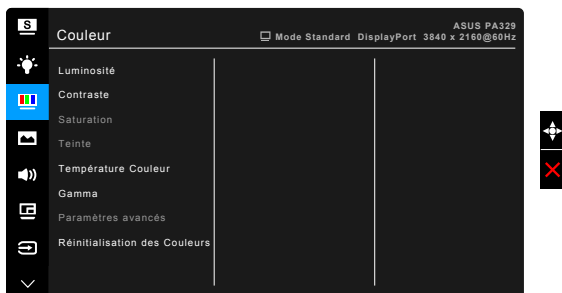 S
ASUS PA329
Couleur
Mode Standard DisplayPort 3840 x 2160@60Hz
Luminosité
Contraste
Saturation
Teinte
Température Couleur
Gamma
Paramètres avancés
Réinitialisation des Couleurs